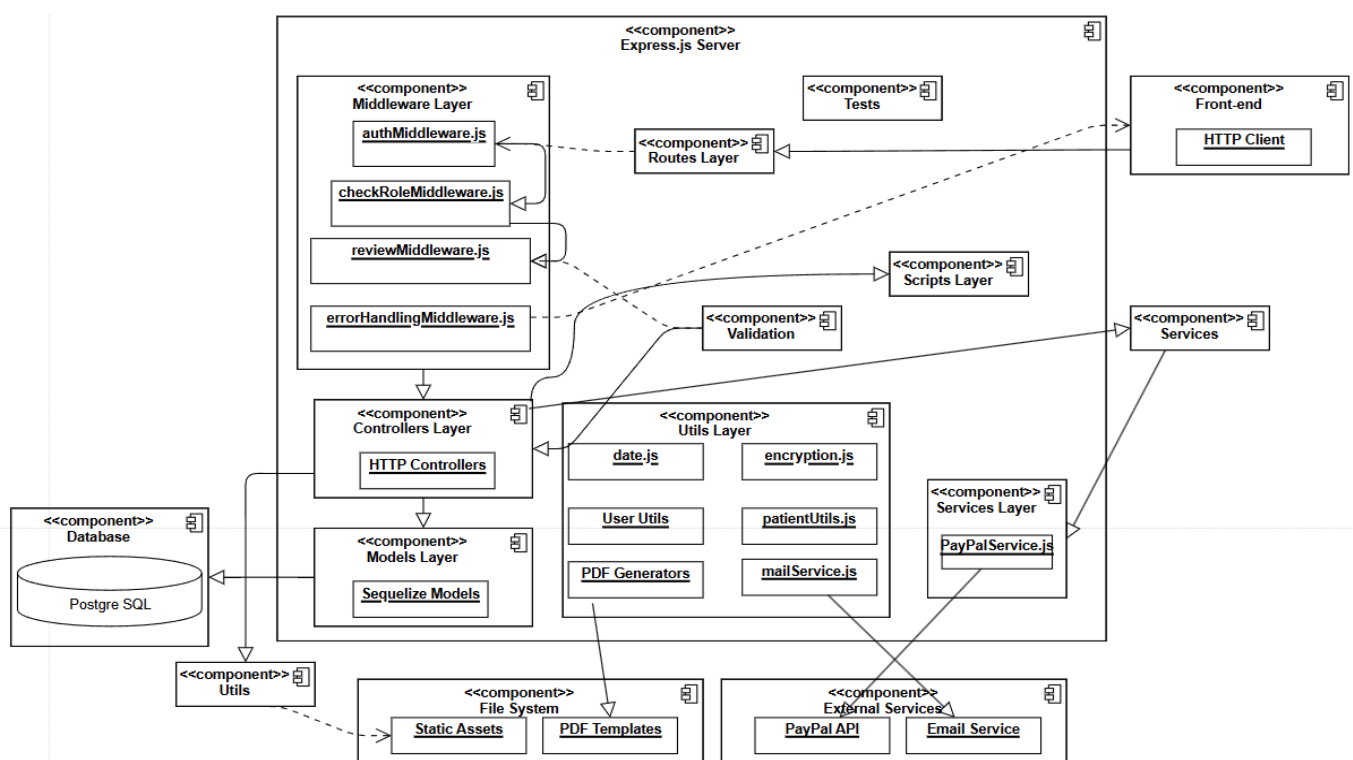 <<component>>
Express.js Server
<<component>>
Middleware Layer
authMiddleware.js
checkRoleMiddleware.js
reviewMiddleware.js
errorHandlingMiddleware.js
<<component>>
Tests
<<component>>
Routes Layer
<<component>>
Front-end
HTTP Client
<<component>>
Scripts Layer
<<component>>
Validation
<<component>>
Services
<<component>>
Controllers Layer
HTTP Controllers
<<component>>
Utils Layer
date.js
encryption.js
User Utils
patientUtils.js
PDF Generators
mailService.js
<<component>>
Services Layer
PayPalService.js
<<component>>
Database
Postgre SQL
<<component>>
Models Layer
Sequelize Models
<<component>>
Utils
<<component>>
File System
Static Assets
PDF Templates
<<component>>
External Services
PayPal API
Email Service